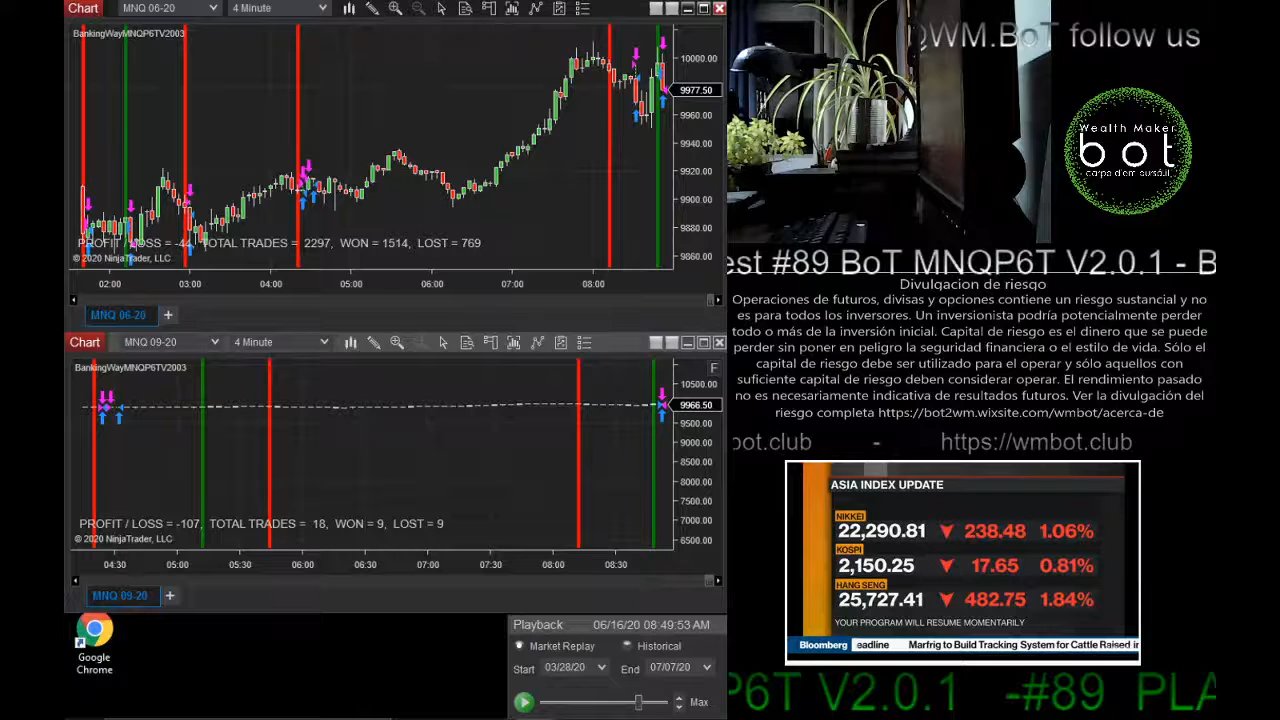 Chart MNQ 06-20 4 Minute
BankingWayMNQP6TV2003
10000.00
9977.50
9960.00
9940.00
9920.00
9900.00
9880.00
9860.00
PROFIT / LOSS = -44, TOTAL TRADES = 2297, WON = 1514, LOST = 769
© 2020 NinjaTrader, LLC
02:00 03:00 04:00 05:00 06:00 07:00 08:00
MNQ 06-20 +
Chart MNQ 09-20 4 Minute
BankingWayMNQP6TV2003
F
10500.00
9966.50
9500.00
9000.00
8500.00
8000.00
7500.00
7000.00
6500.00
PROFIT / LOSS = -107, TOTAL TRADES = 18, WON = 9, LOST = 9
© 2020 NinjaTrader, LLC
04:30 05:00 05:30 06:00 06:30 07:00 07:30 08:00 08:30
MNQ 09-20 +
Google
Chrome
Playback 06/16/20 08:49:53 AM
Market Replay Historical
Start 03/28/20 End 07/07/20
Max
WM.BoT follow us
Wealth Maker
bot
est #89 BoT MNQP6T V2.0.1 - B
Divulgacion de riesgo
Operaciones de futuros, divisas y opciones contiene un riesgo sustancial y no
es para todos los inversores. Un inversionista podría potencialmente perder
todo o más de la inversión inicial. Capital de riesgo es el dinero que se puede
perder sin poner en peligro la seguridad financiera o el estilo de vida. Sólo el
capital de riesgo debe ser utilizado para el operar y sólo aquellos con
suficiente capital de riesgo deben considerar operar. El rendimiento pasado
no es necesariamente indicativa de resultados futuros. Ver la divulgación del
riesgo completa https://bot2wm.wixsite.com/wmbot/acerca-de
bot.club - https://wmbot.club
ASIA INDEX UPDATE
NIKKEI
22,290.81 238.48 1.06%
KOSPI
2,150.25 17.65 0.81%
HANG SENG
25,727.41 482.75 1.84%
YOUR PROGRAM WILL RESUME MOMENTARILY
Bloomberg eadline Marfrig to Build Tracking System for Cattle Raised in
P6T V2.0.1 -#89 PLA